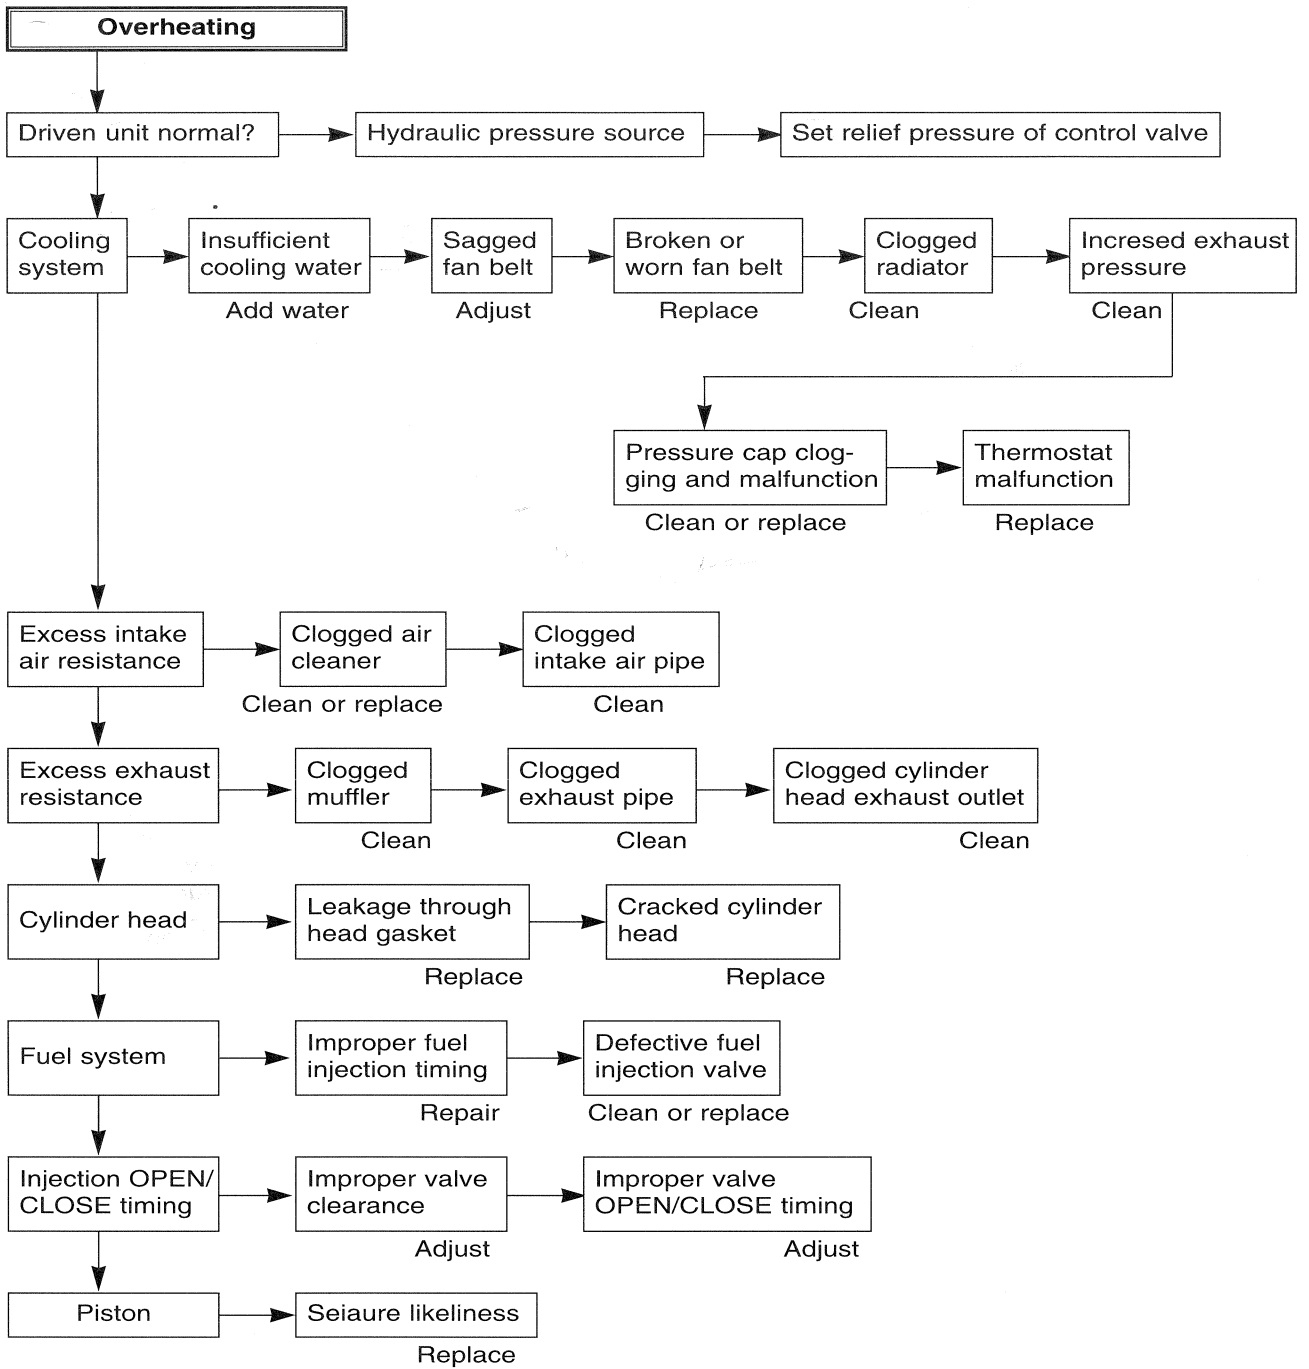 Overheating
Driven unit normal?
Hydraulic pressure source
Set relief pressure of control valve
Cooling
system
Insufficient
cooling water
Add water
Sagged
fan belt
Adjust
Broken or
worn fan belt
Replace
Clogged
radiator
Clean
Incresed exhaust
pressure
Clean
Pressure cap clog-
ging and malfunction
Clean or replace
Thermostat
malfunction
Replace
Excess intake
air resistance
Clogged air
cleaner
Clean or replace
Clogged
intake air pipe
Clean
Excess exhaust
resistance
Clogged
muffler
Clean
Clogged
exhaust pipe
Clean
Clogged cylinder
head exhaust outlet
Clean
Cylinder head
Leakage through
head gasket
Replace
Cracked cylinder
head
Replace
Fuel system
Improper fuel
injection timing
Repair
Defective fuel
injection valve
Clean or replace
Injection OPEN/
CLOSE timing
Improper valve
clearance
Adjust
Improper valve
OPEN/CLOSE timing
Adjust
Piston
Seiaure likeliness
Replace